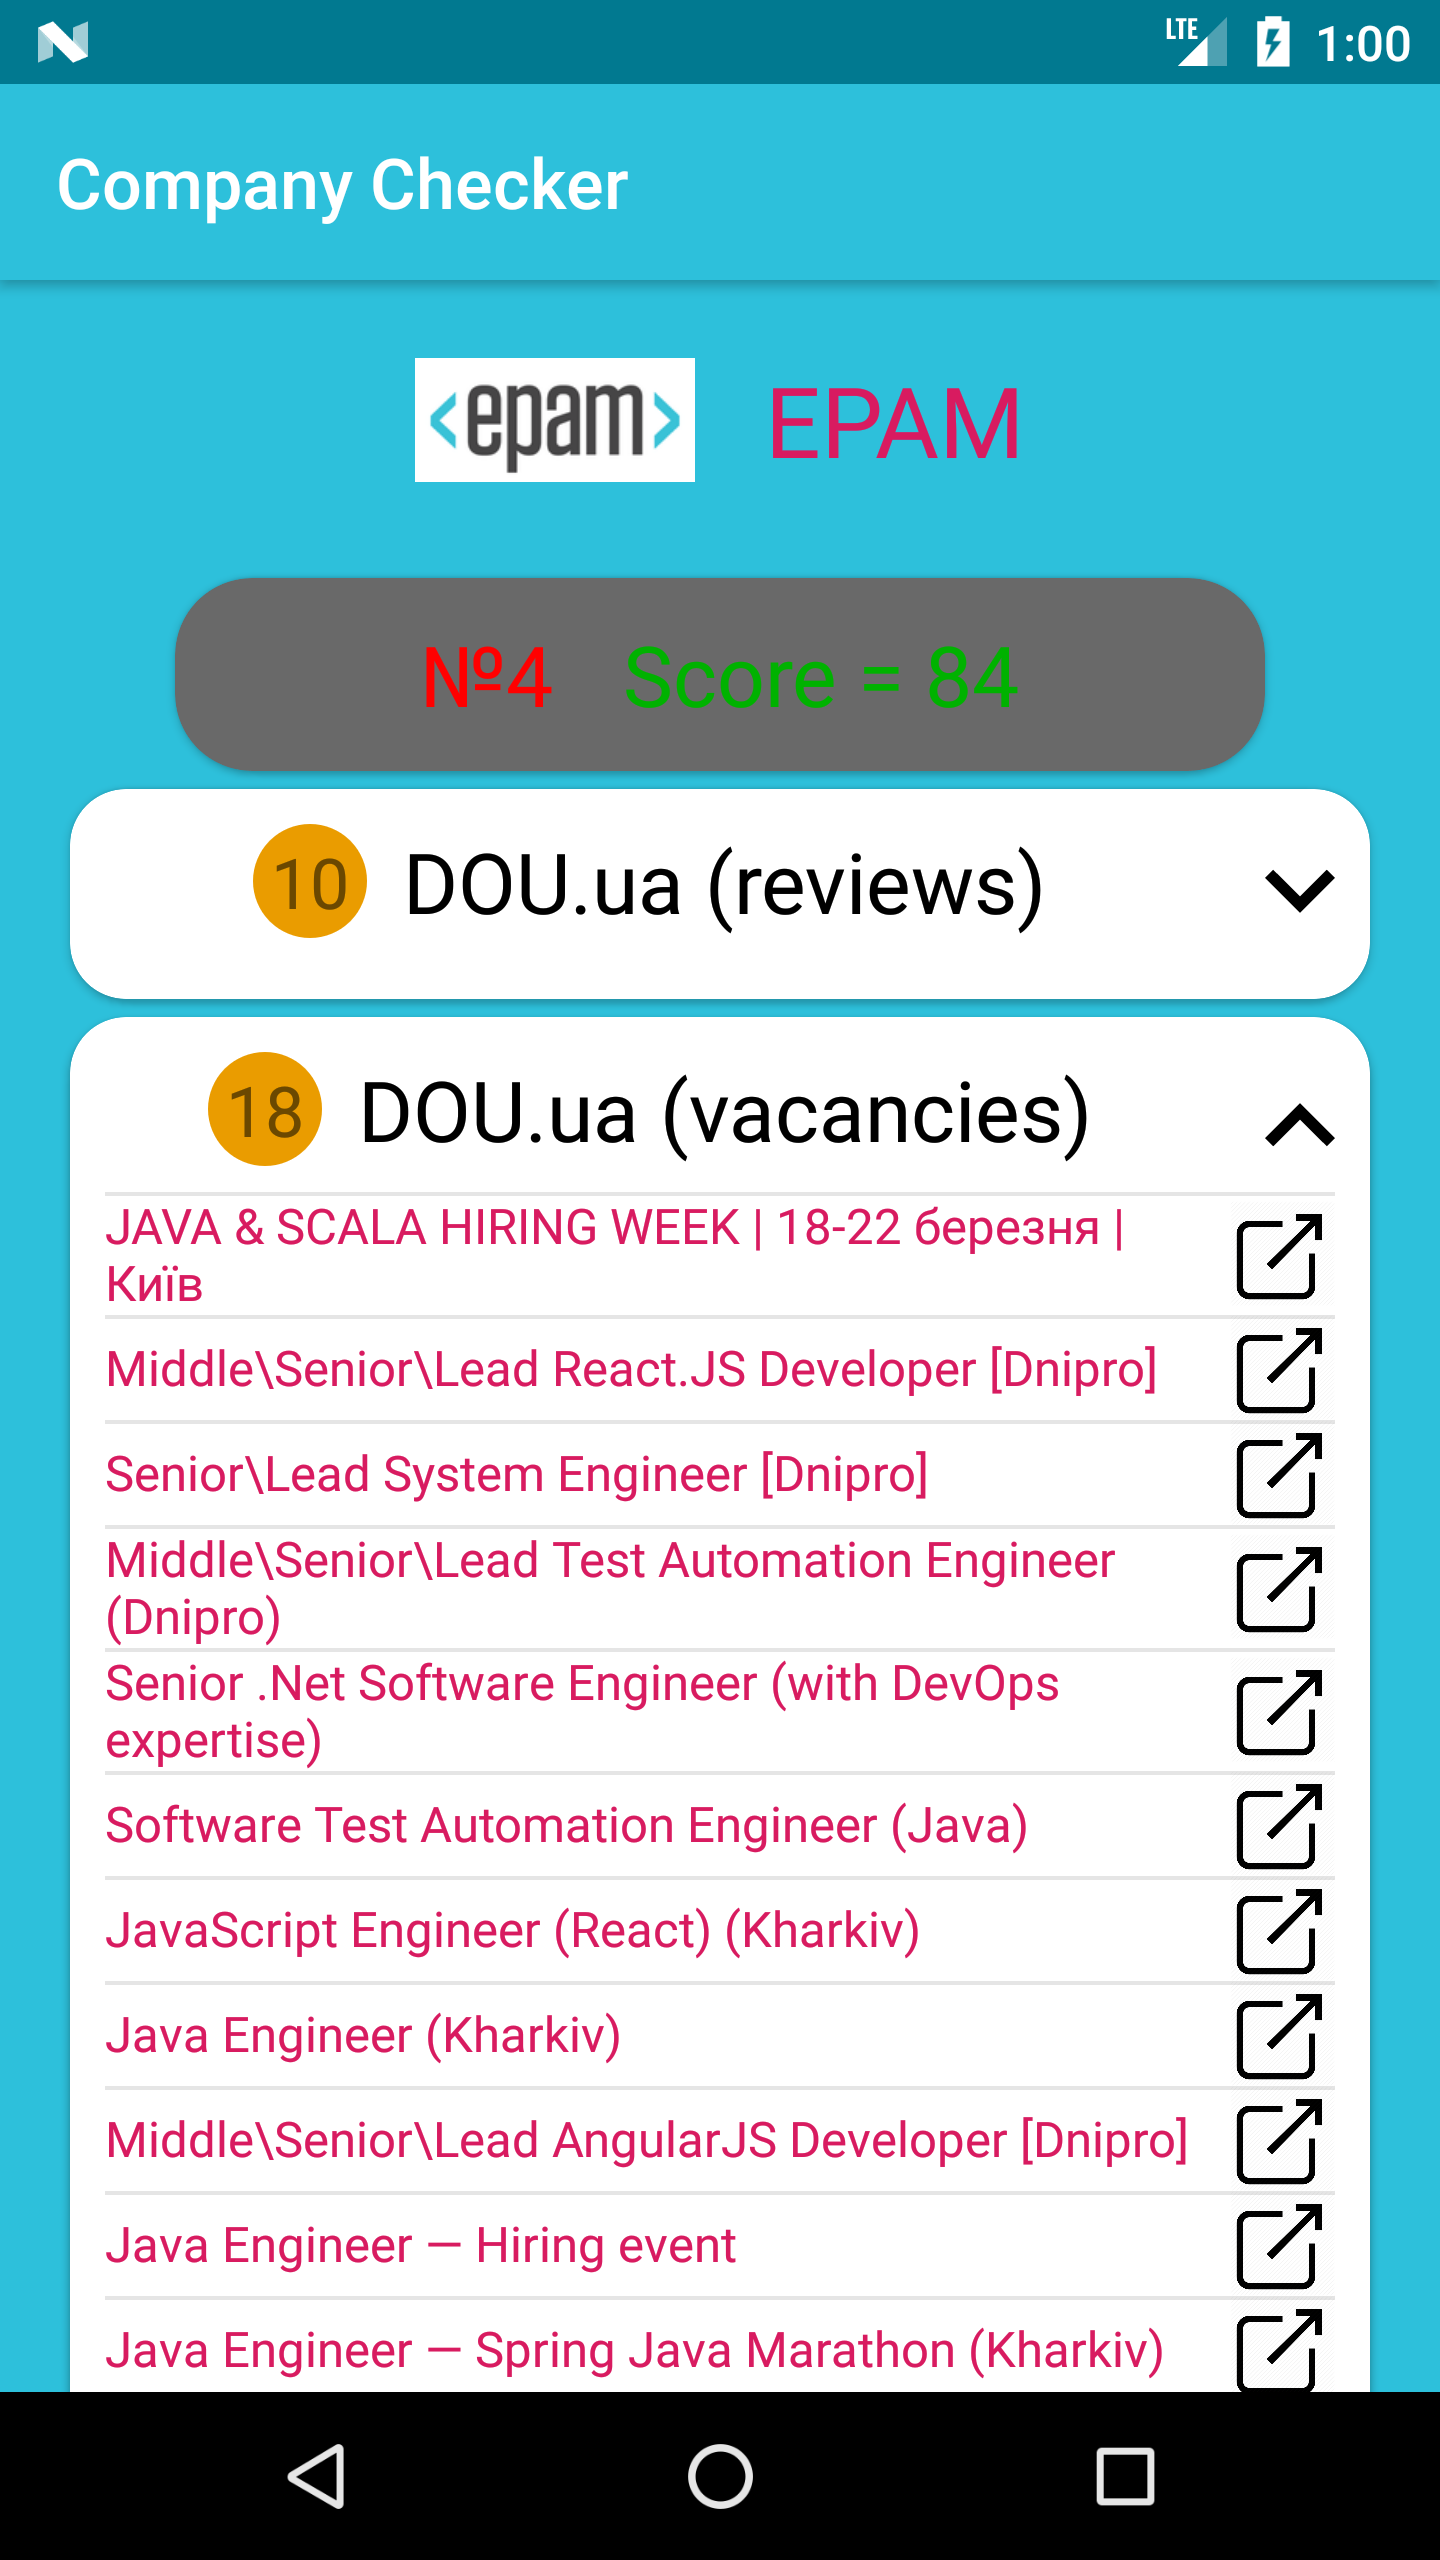 LTE 1:00
Company Checker
<epam> EPAM
№4 Score = 84
10 DOU.ua (reviews)
18 DOU.ua (vacancies)
JAVA & SCALA HIRING WEEK | 18-22 березня |
Київ
Middle\Senior\Lead React.JS Developer [Dnipro]
Senior\Lead System Engineer [Dnipro]
Middle\Senior\Lead Test Automation Engineer
(Dnipro)
Senior .Net Software Engineer (with DevOps
expertise)
Software Test Automation Engineer (Java)
JavaScript Engineer (React) (Kharkiv)
Java Engineer (Kharkiv)
Middle\Senior\Lead AngularJS Developer [Dnipro]
Java Engineer — Hiring event
Java Engineer — Spring Java Marathon (Kharkiv)